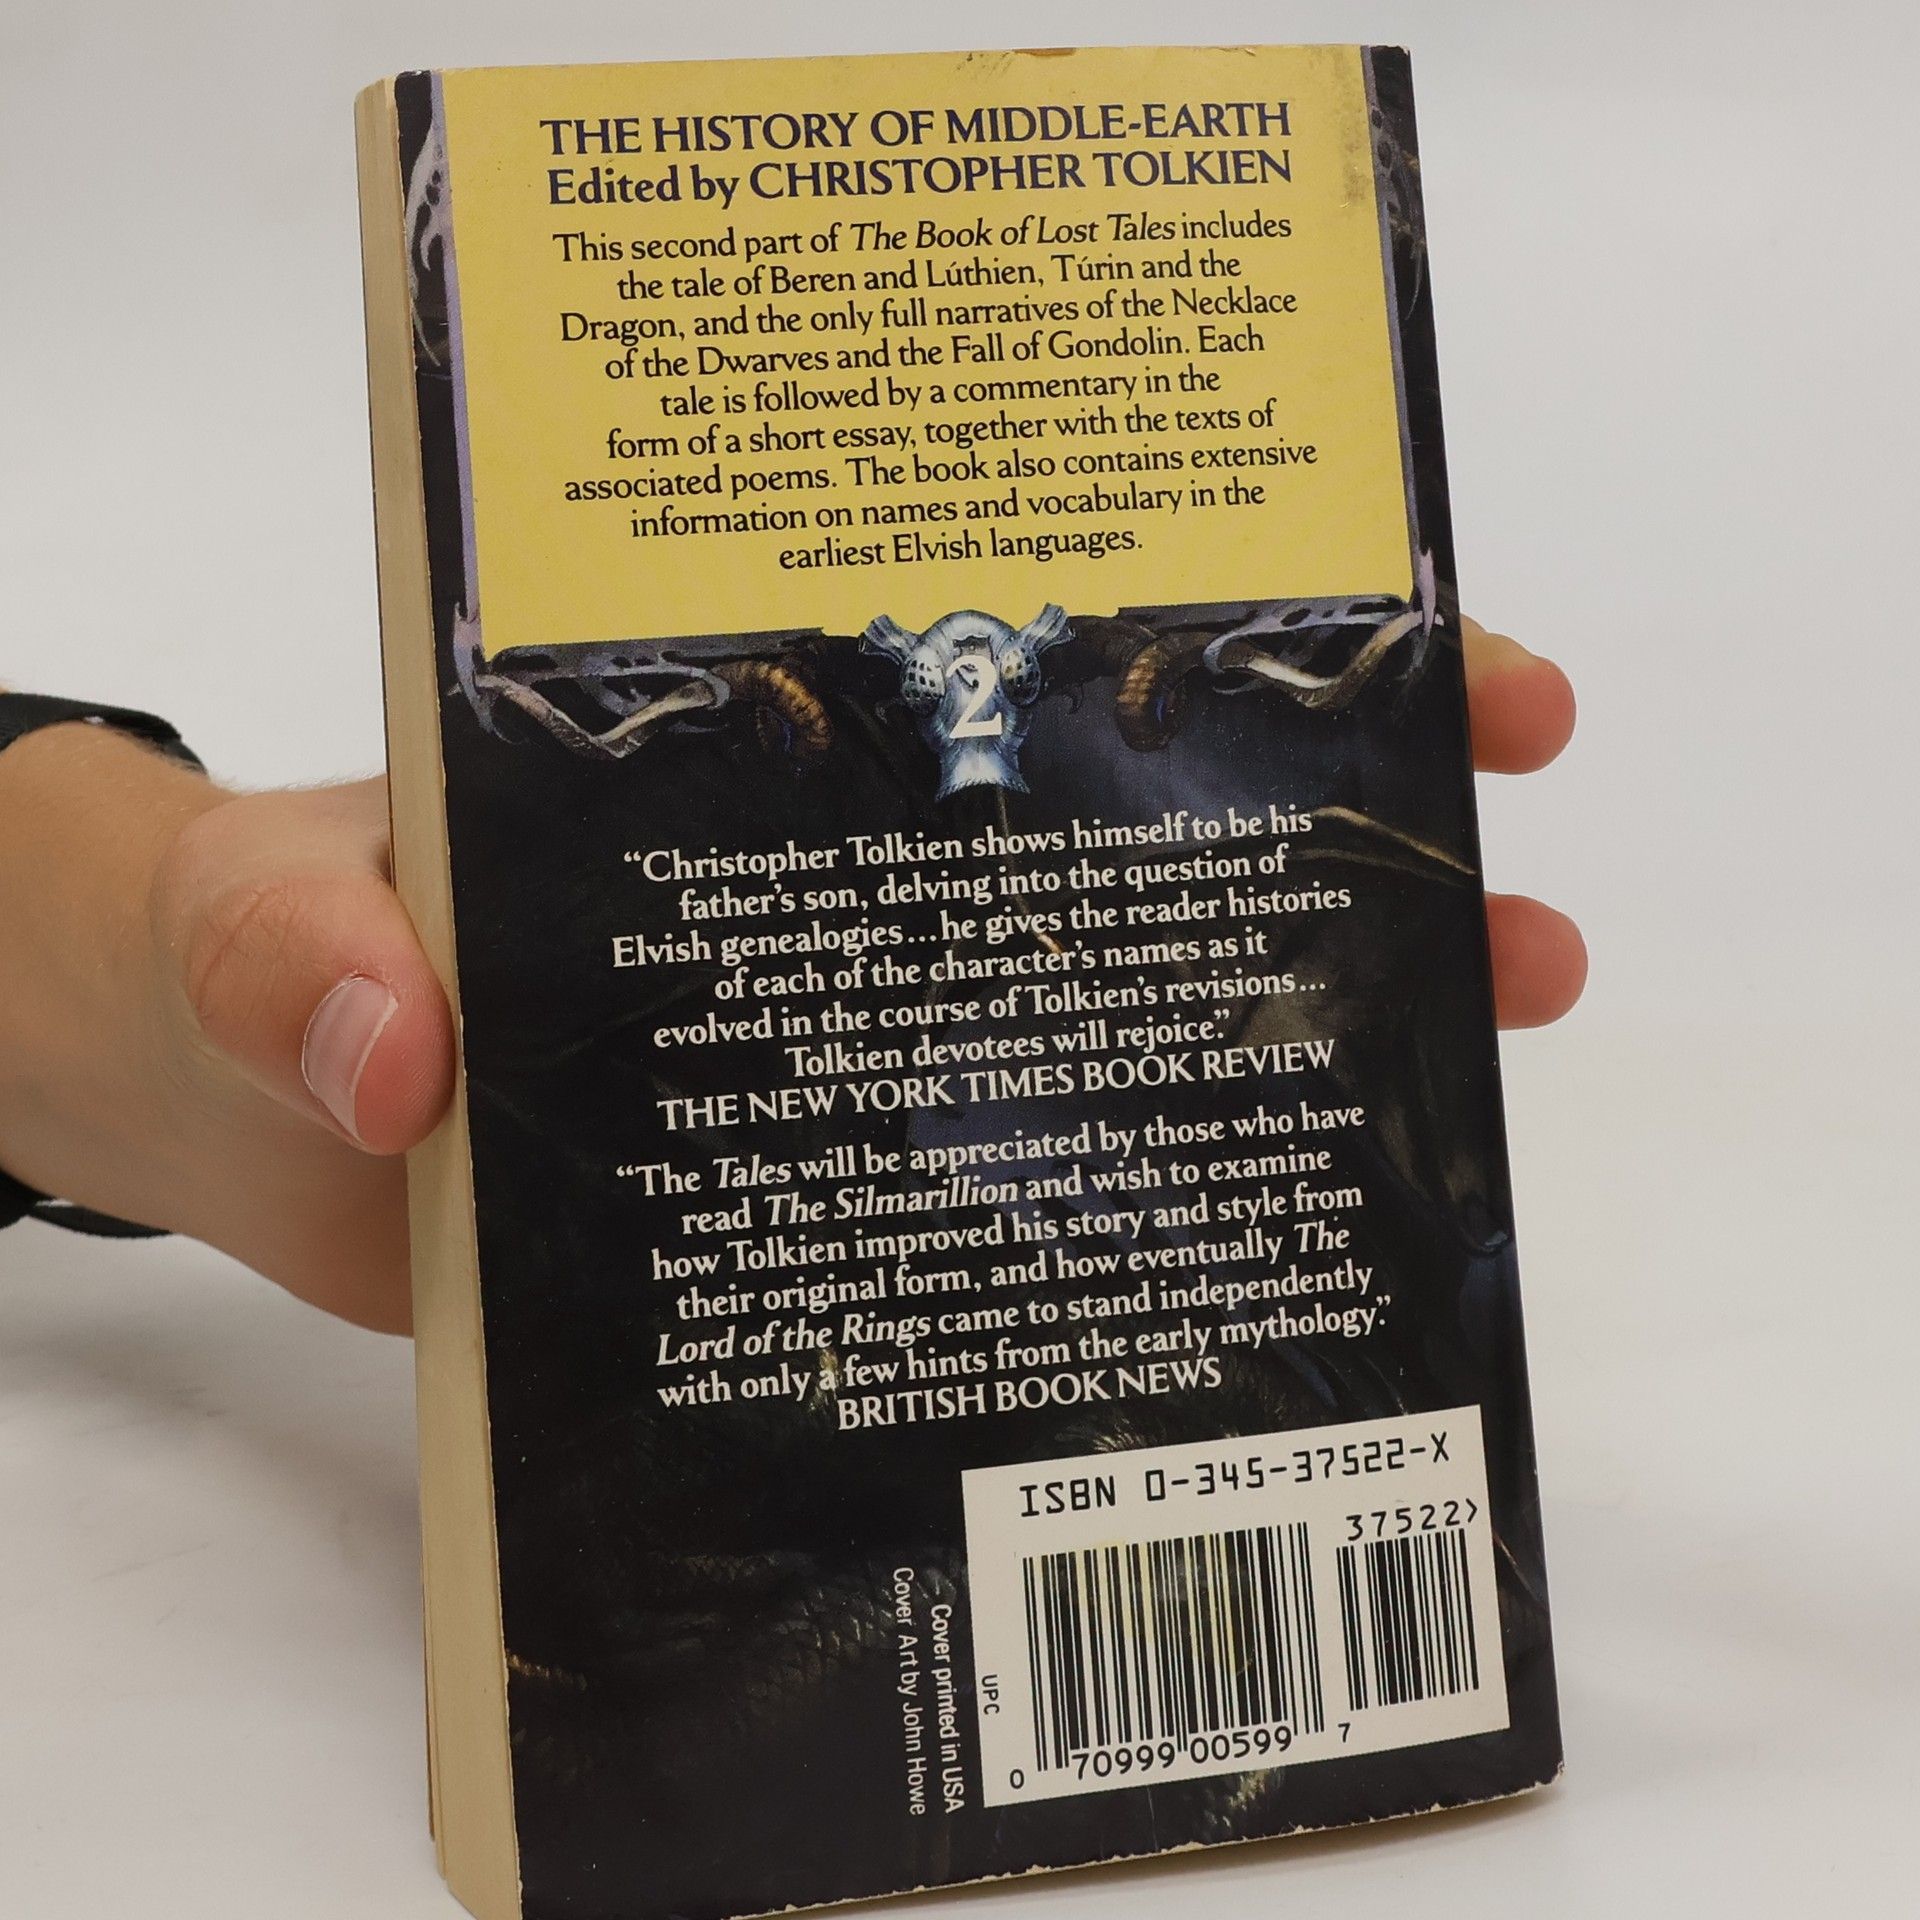 THE HISTORY OF MIDDLE-EARTH
Edited by CHRISTOPHER TOLKIEN
This second part of The Book of Lost Tales includes
the tale of Beren and Lúthien, Túrin and the
Dragon, and the only full narratives of the Necklace
of the Dwarves and the Fall of Gondolin. Each
tale is followed by a commentary in the
form of a short essay, together with the texts of
associated poems. The book also contains extensive
information on names and vocabulary in the
earliest Elvish languages.
2
“Christopher Tolkien shows himself to be his
father’s son, delving into the question of
Elvish genealogies...he gives the reader histories
of each of the character’s names as it
evolved in the course of Tolkien’s revisions...
Tolkien devotees will rejoice.”
THE NEW YORK TIMES BOOK REVIEW
“The Tales will be appreciated by those who have
read The Silmarillion and wish to examine
how Tolkien improved his story and style from
their original form, and how eventually The
Lord of the Rings came to stand independently
with only a few hints from the early mythology.”
BRITISH BOOK NEWS
ISBN 0-345-37522-X
37522>
UPC
0 70999 00599 7
Cover printed in USA
Cover Art by John Howe